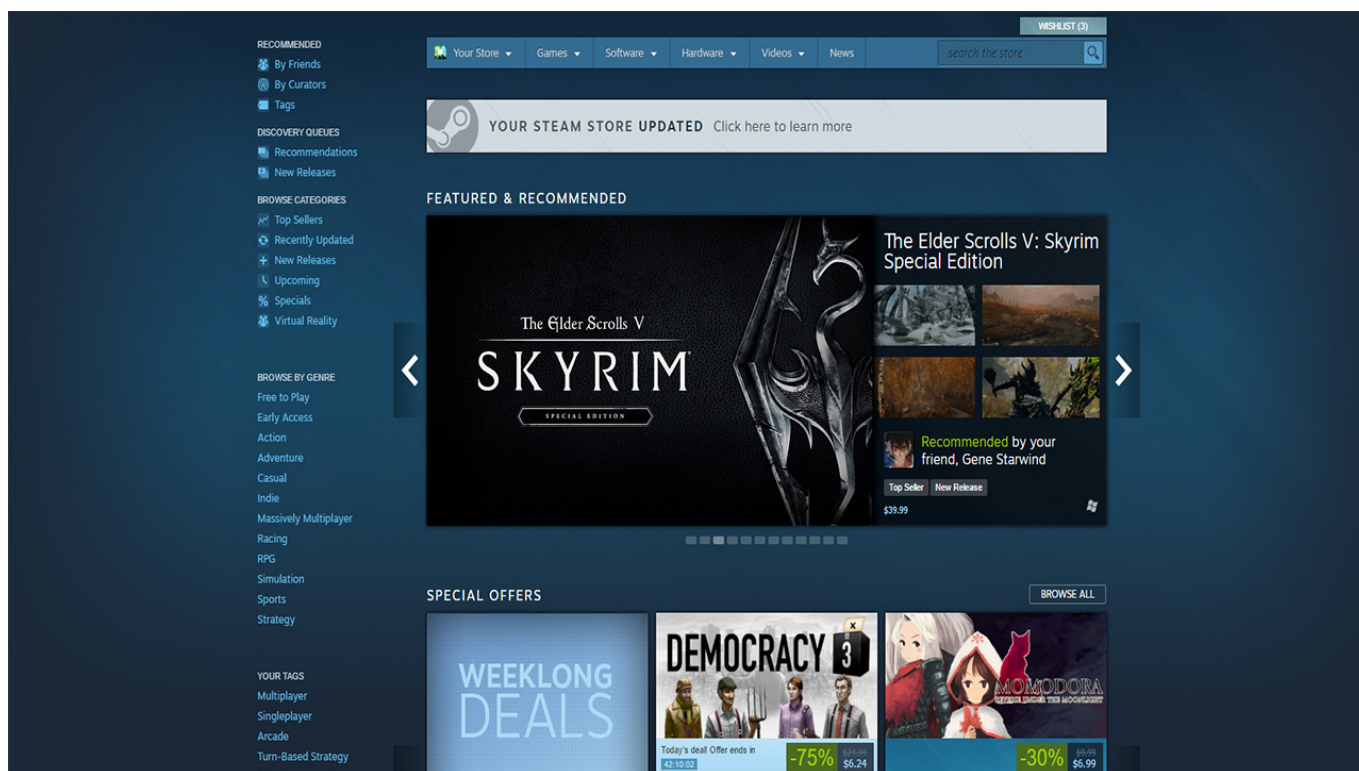 WISHLIST (3)
Your Store Games Software Hardware Videos News search the store
RECOMMENDED
By Friends
By Curators
Tags
DISCOVERY QUEUES
Recommendations
New Releases
BROWSE CATEGORIES
Top Sellers
Recently Updated
New Releases
Upcoming
Specials
Virtual Reality
BROWSE BY GENRE
Free to Play
Early Access
Action
Adventure
Casual
Indie
Massively Multiplayer
Racing
RPG
Simulation
Sports
Strategy
YOUR TAGS
Multiplayer
Singleplayer
Arcade
Turn-Based Strategy
YOUR STEAM STORE UPDATED Click here to learn more
FEATURED & RECOMMENDED
The Elder Scrolls V
SKYRIM
SPECIAL EDITION
The Elder Scrolls V: Skyrim
Special Edition
Recommended by your
friend, Gene Starwind
Top Seller New Release
$39.99
SPECIAL OFFERS
BROWSE ALL
WEEKLONG
DEALS
DEMOCRACY 3
Today's deal! Offer ends in
42:10:02
-75%
$24.99
$6.24
MOMODORA
REVERIE UNDER THE MOONLIGHT
-30%
$9.99
$6.99